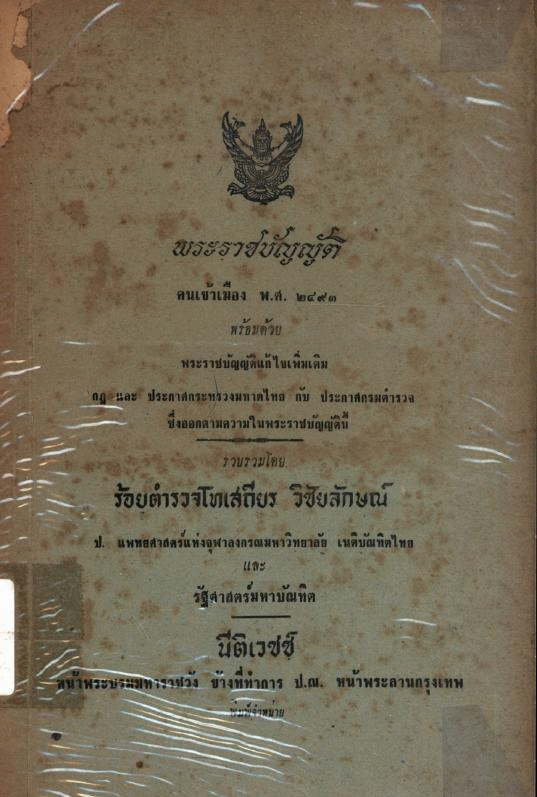 พระราชบัญญัติ
คนเข้าเมือง พ.ศ. ๒๔๙๓
พร้อมด้วย
พระราชบัญญัติแก้ไขเพิ่มเติม
กฎ และ ประกาศกระทรวงมหาดไทย กับ ประกาศกรมตำรวจ
ซึ่งออกตามความในพระราชบัญญัตินี้
รวบรวมโดย
ร้อยตำรวจโทเสถียร วิชัยลักษณ์
ป. แพทยศาสตร์แห่งจุฬาลงกรณมหาวิทยาลัย เนติบัณฑิตไทย
และ
รัฐศาสตร์มหาบัณฑิต
นีติเวชช์
หน้าพระบรมมหาราชวัง ข้างที่ทำการ ป.ณ. หน้าพระลานกรุงเทพ
พิมพ์จำหน่าย